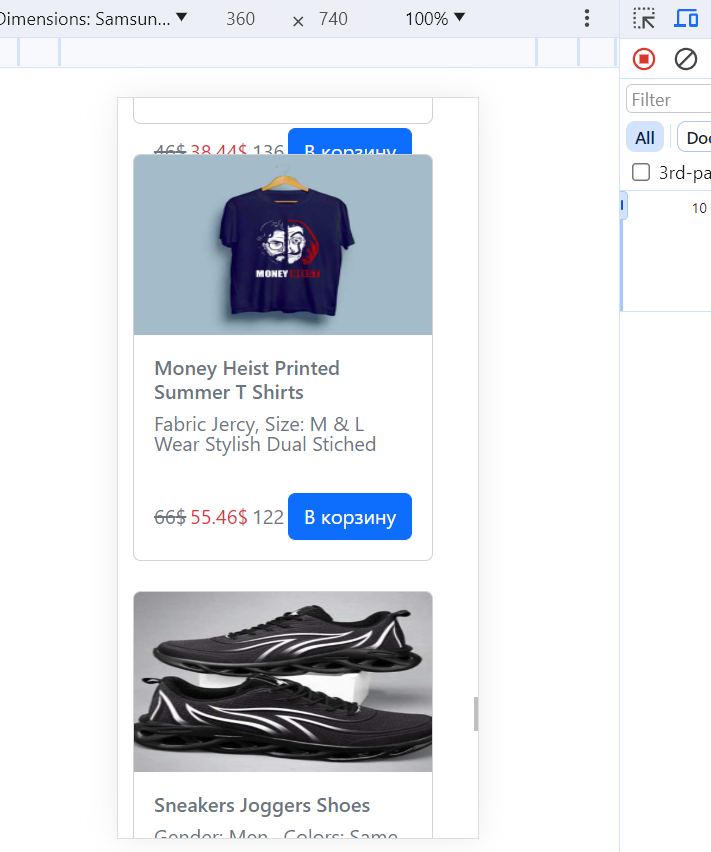 Dimensions: Samsun... ▼ 360 × 740 100% ▼
Filter
All Doc
3rd-pa
10
46$ 38.44$ 136 В корзину
MONEY HEIST
Money Heist Printed
Summer T Shirts
Fabric Jercy, Size: M & L
Wear Stylish Dual Stiched
66$ 55.46$ 122 В корзину
Sneakers Joggers Shoes
Gender: Men , Colors: Same